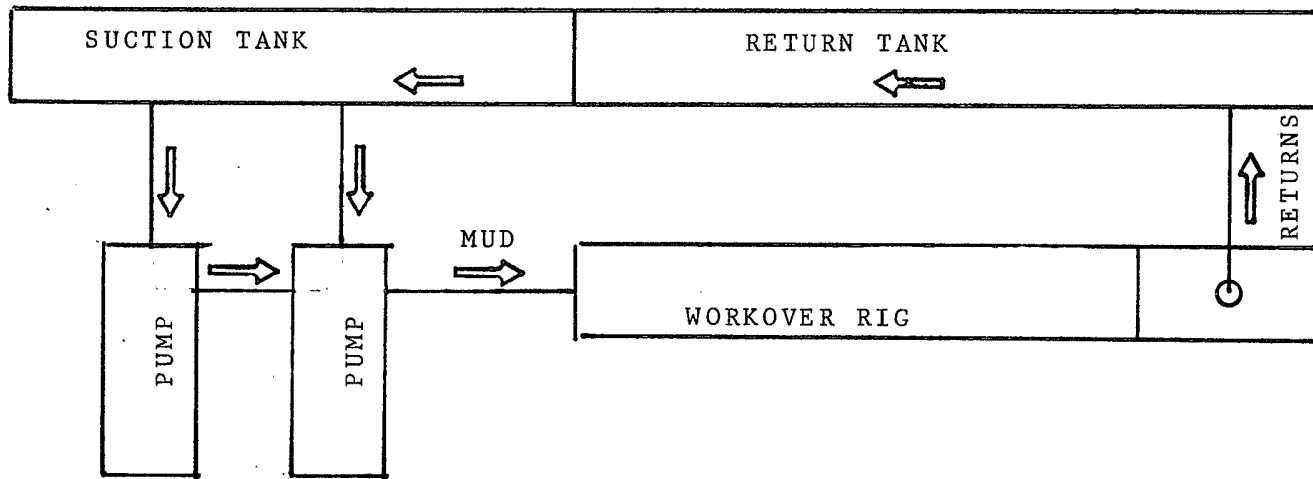 SUCTION TANK
RETURN TANK
RETURNS
MUD
PUMP
PUMP
WORKOVER RIG